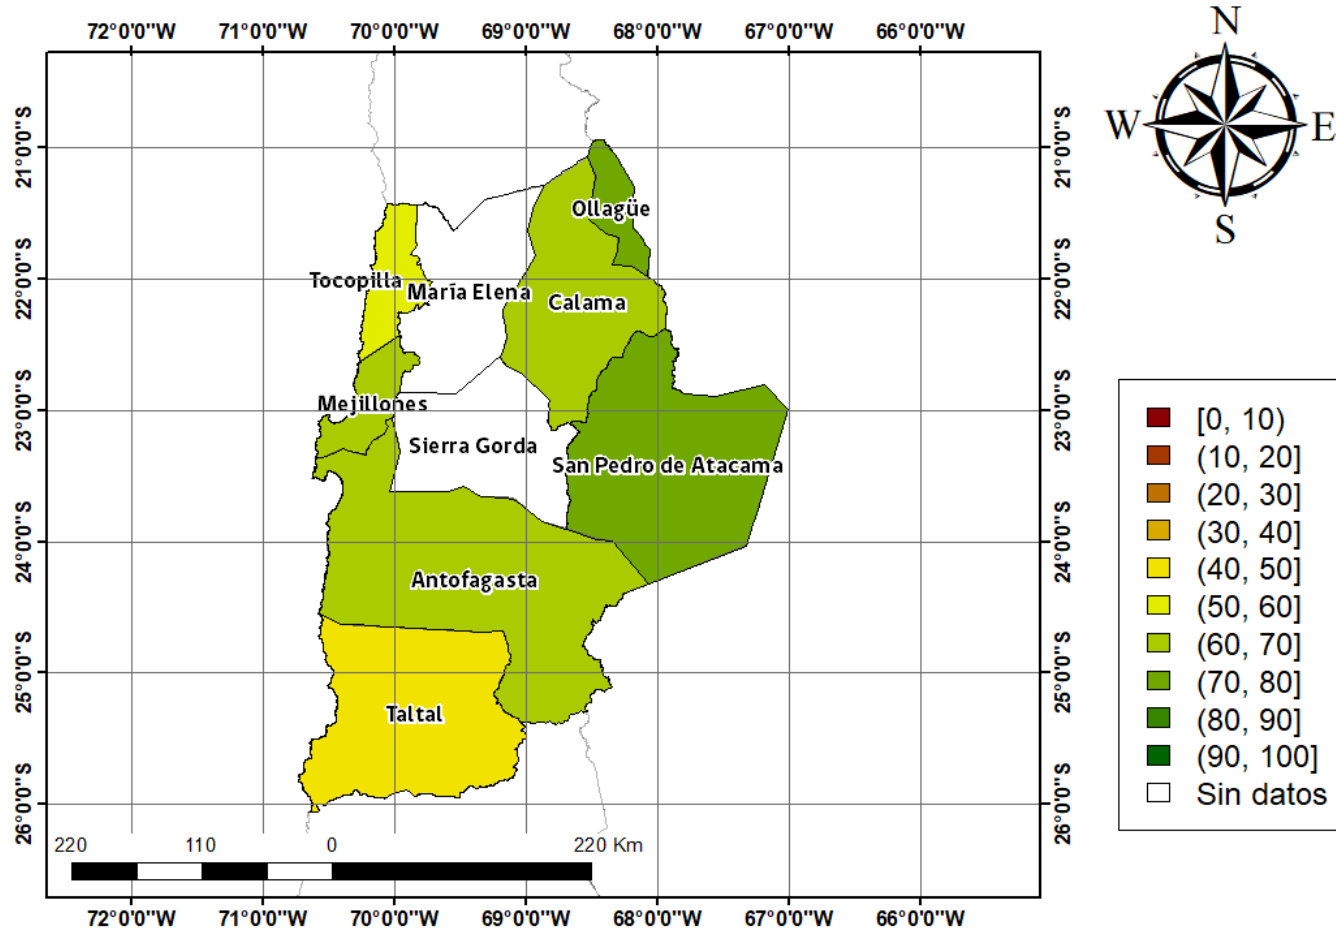 72°0'0"W 71°0'0"W 70°0'0"W 69°0'0"W 68°0'0"W 67°0'0"W 66°0'0"W
N
W E
S
21°0'0"S 21°0'0"S
22°0'0"S 22°0'0"S
23°0'0"S 23°0'0"S
24°0'0"S 24°0'0"S
25°0'0"S 25°0'0"S
26°0'0"S 26°0'0"S
Ollagüe
Tocopilla
María Elena
Calama
Mejillones
Sierra Gorda
San Pedro de Atacama
Antofagasta
Taltal
[0, 10)
(10, 20]
(20, 30]
(30, 40]
(40, 50]
(50, 60]
(60, 70]
(70, 80]
(80, 90]
(90, 100]
Sin datos
220 110 0 220 Km
72°0'0"W 71°0'0"W 70°0'0"W 69°0'0"W 68°0'0"W 67°0'0"W 66°0'0"W